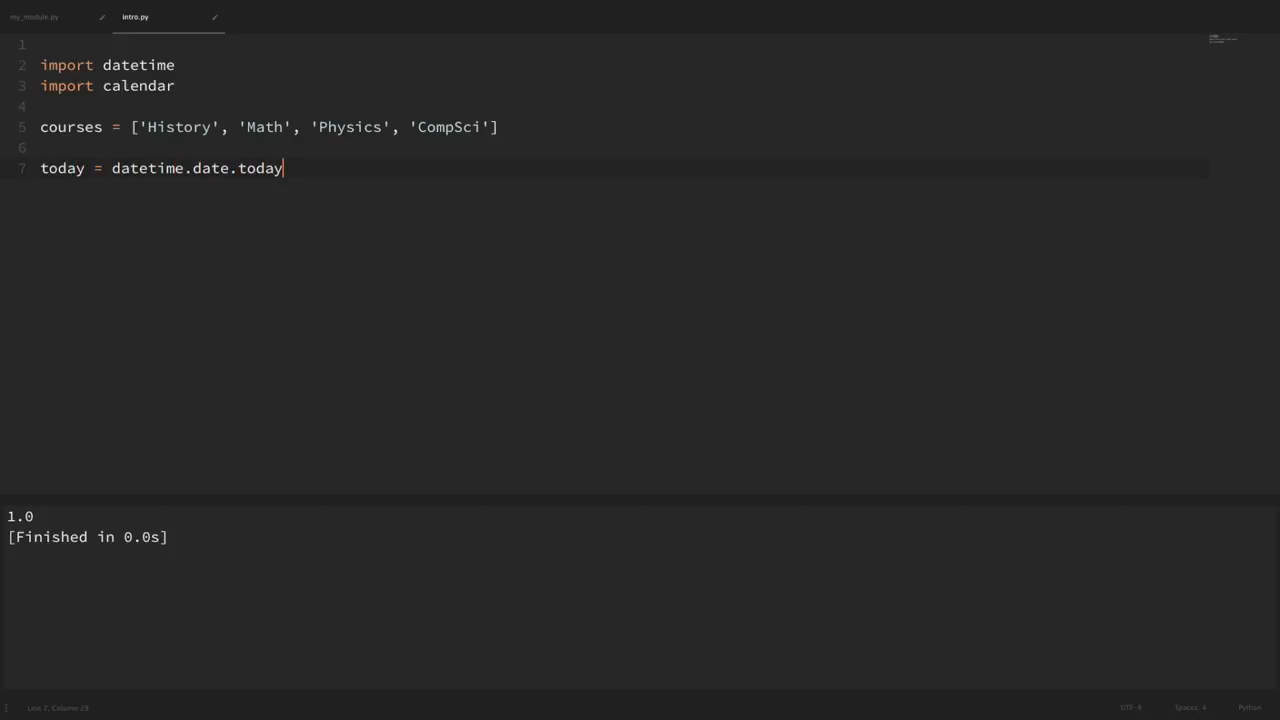 my_module.py intro.py
1
2 import datetime
3 import calendar
4
5 courses = ['History', 'Math', 'Physics', 'CompSci']
6
7 today = datetime.date.today
1.0
[Finished in 0.0s]
Line 7, Column 23 UTF-8 Spaces: 4 Python